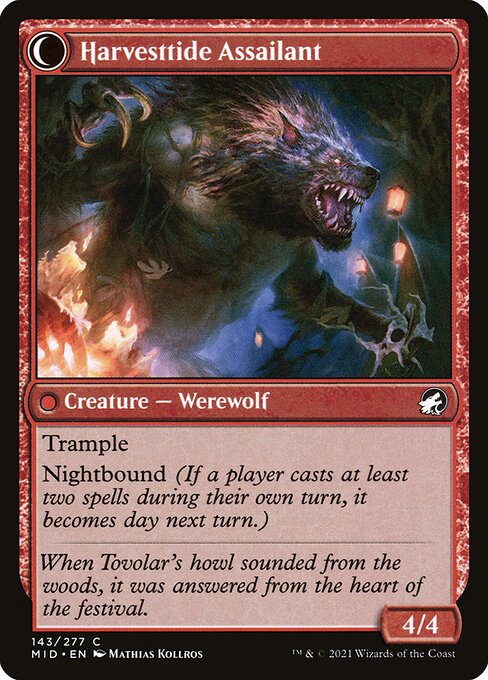 Harvesttide Assailant
Creature — Werewolf
Trample
Nightbound (If a player casts at least
two spells during their own turn, it
becomes day next turn.)
When Tovolar's howl sounded from the
woods, it was answered from the heart of
the festival.
4/4
143/277 C
MID • EN Mathias Kollros
™ & © 2021 Wizards of the Coast